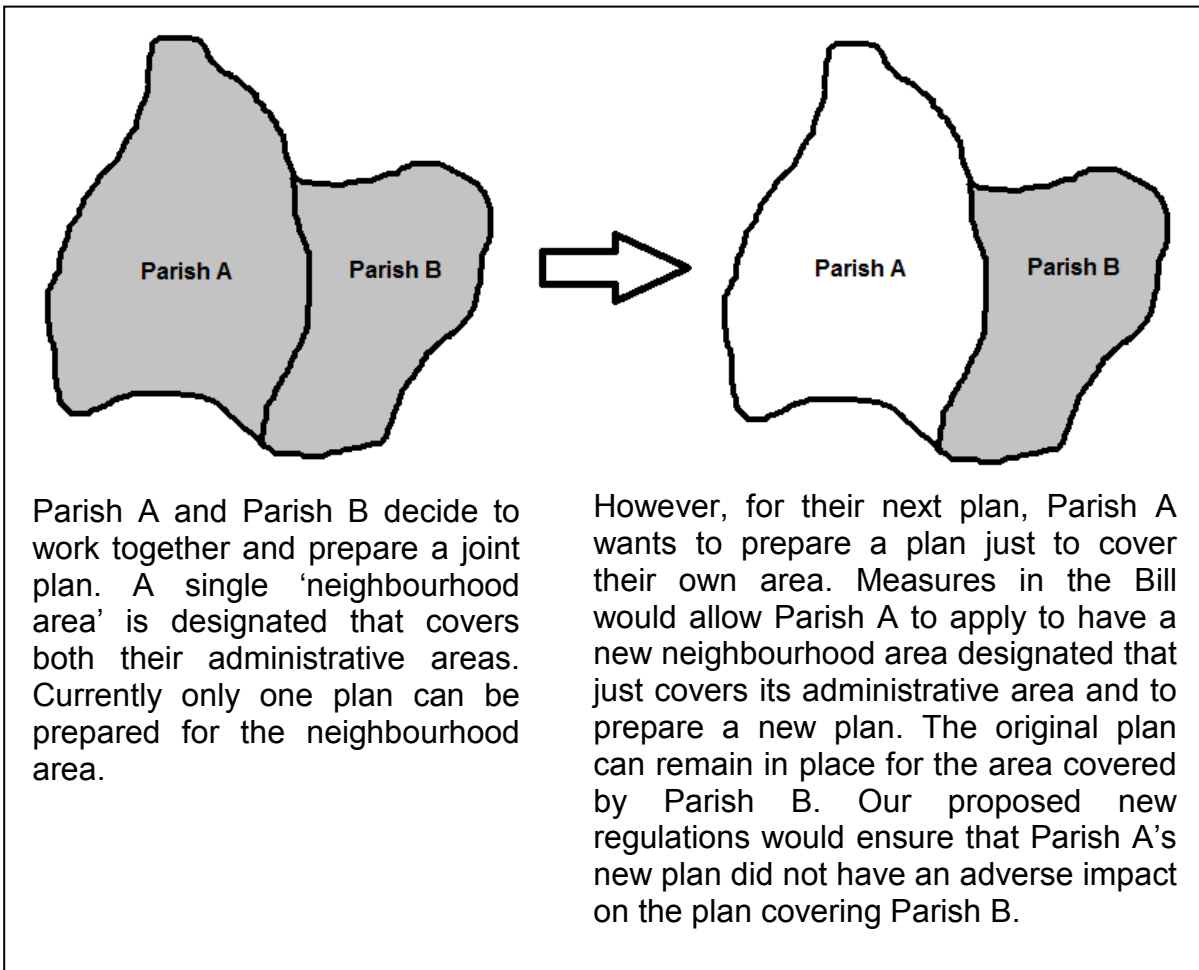 Parish A
Parish B
Parish A
Parish B
Parish A and Parish B decide to
work together and prepare a joint
plan. A single ‘neighbourhood
area’ is designated that covers
both their administrative areas.
Currently only one plan can be
prepared for the neighbourhood
area.
However, for their next plan, Parish A
wants to prepare a plan just to cover
their own area. Measures in the Bill
would allow Parish A to apply to have a
new neighbourhood area designated that
just covers its administrative area and to
prepare a new plan. The original plan
can remain in place for the area covered
by Parish B. Our proposed new
regulations would ensure that Parish A’s
new plan did not have an adverse impact
on the plan covering Parish B.